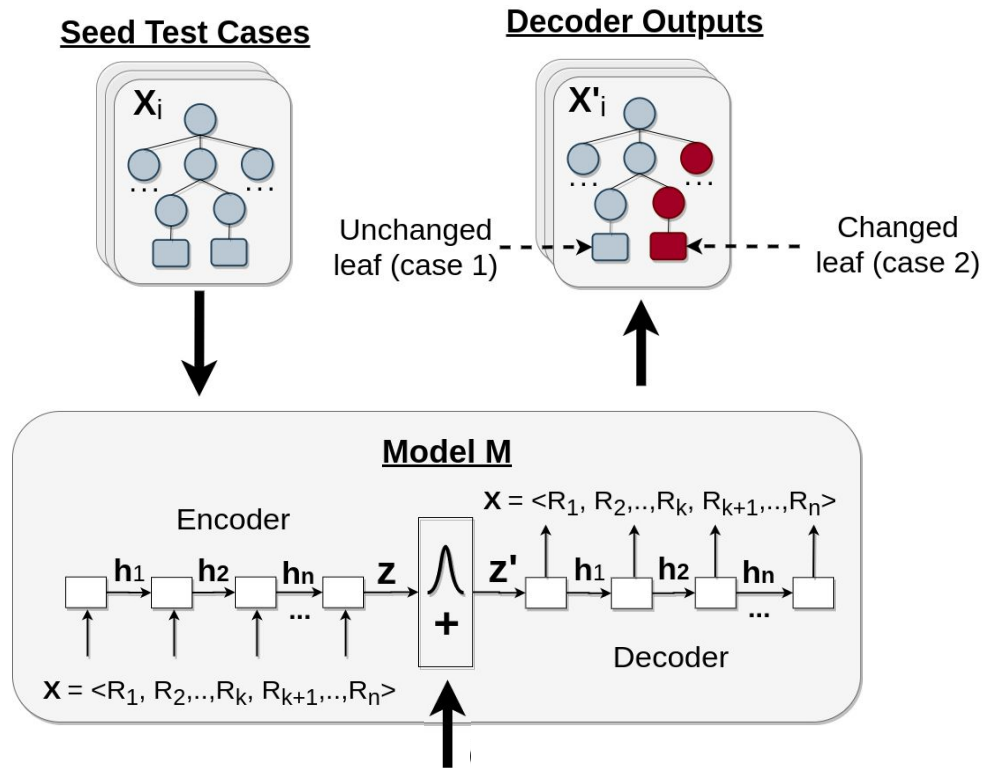 Seed Test Cases
Decoder Outputs
Xi
X'i
. . .
. . .
. . .
. . .
Unchanged
leaf (case 1)
Changed
leaf (case 2)
Model M
X = <R1, R2,..,Rk, Rk+1,..,Rn>
Encoder
h1
h2
hn
...
z
+
z'
h1
h2
hn
...
Decoder
X = <R1, R2,..,Rk, Rk+1,..,Rn>